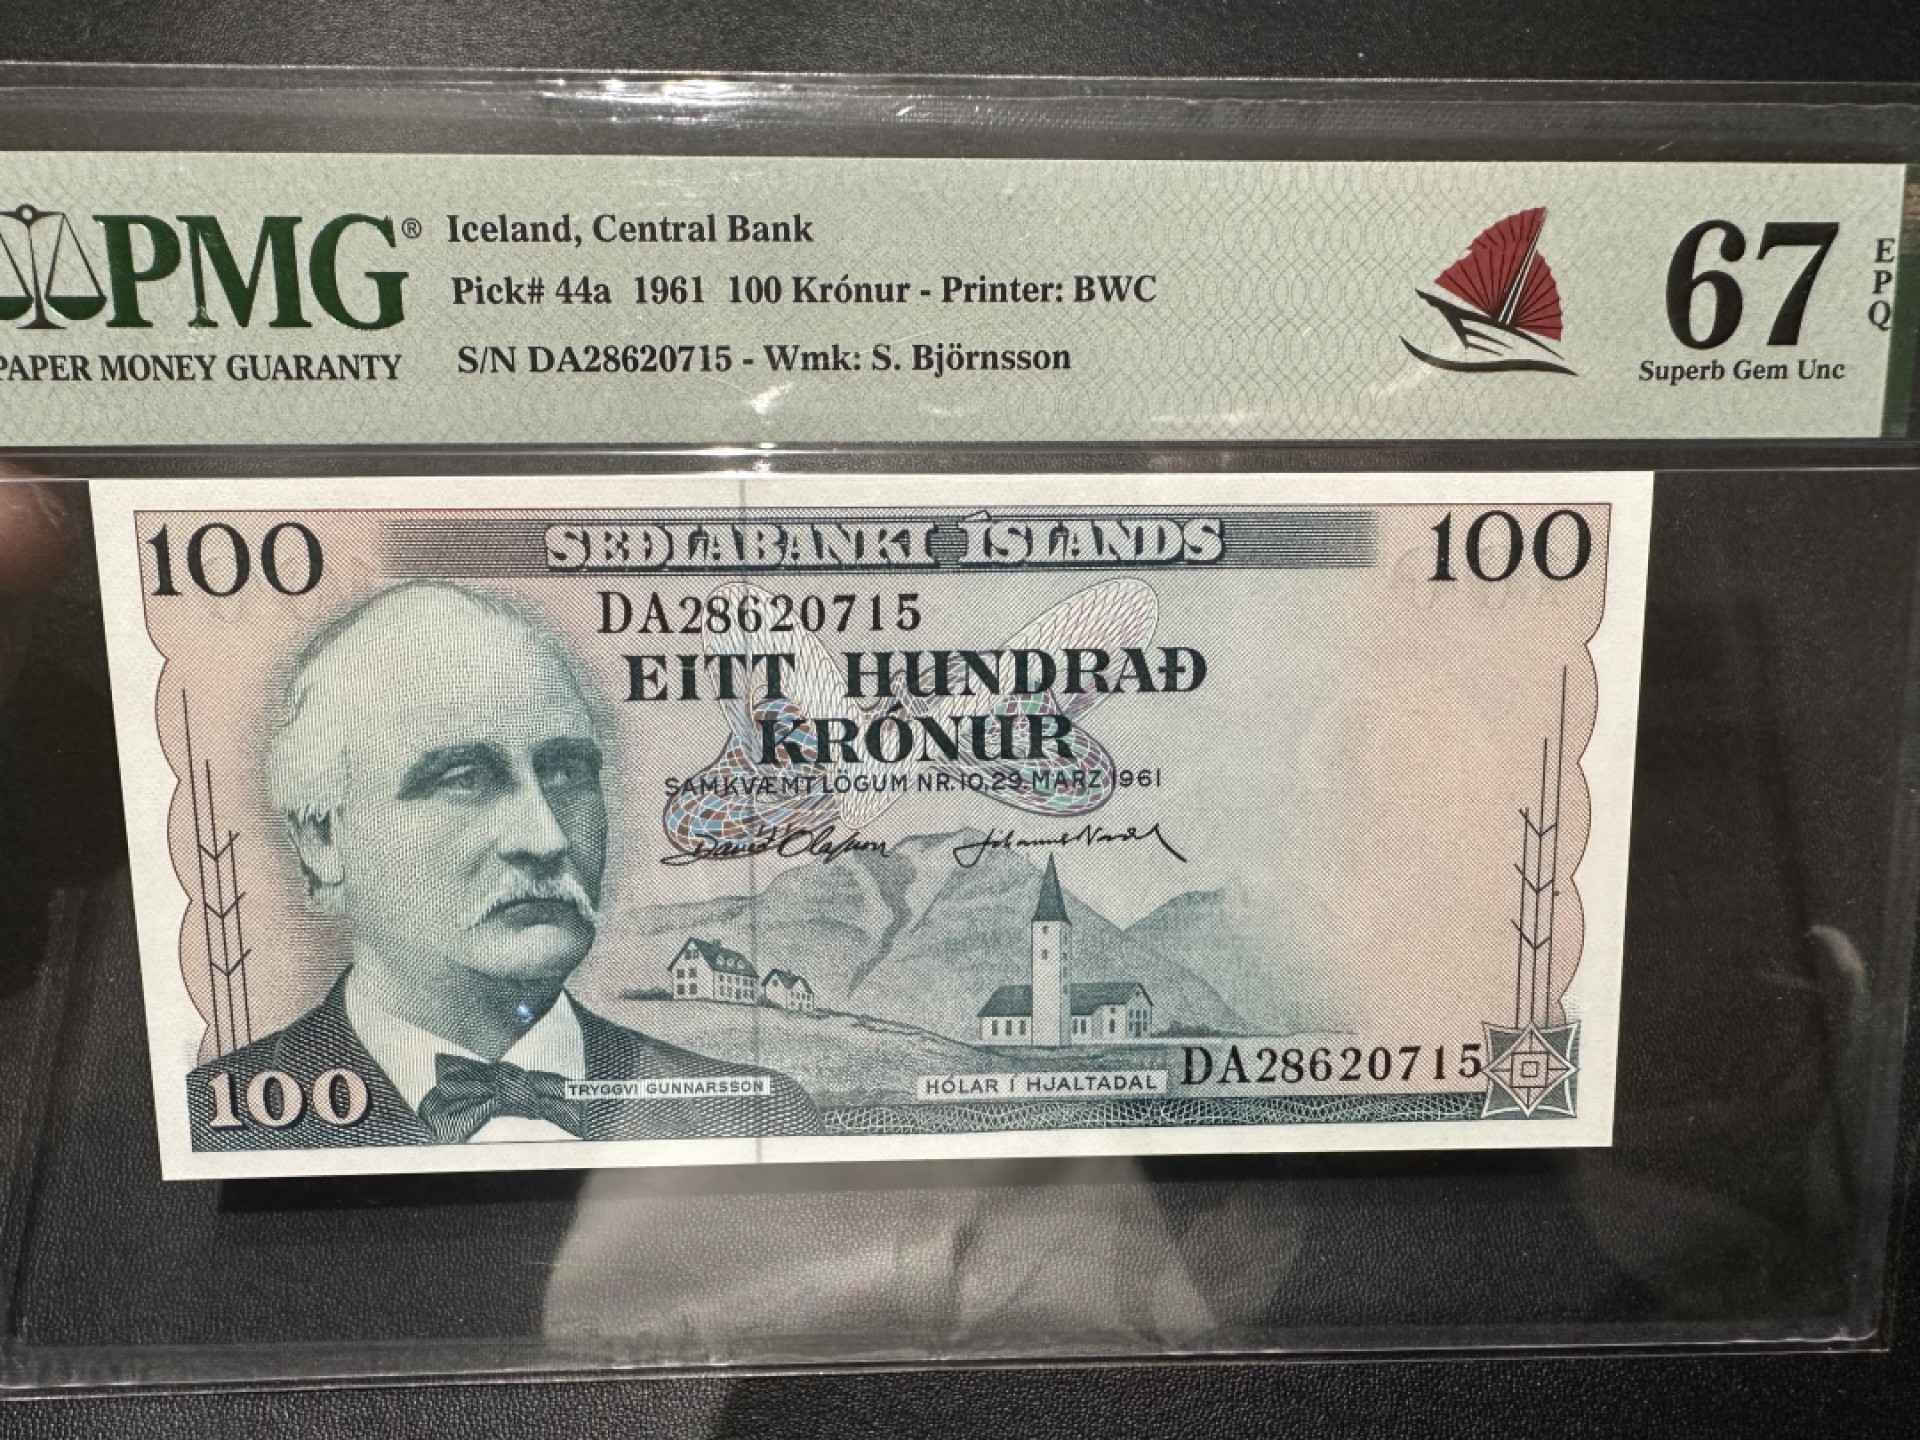 PMG®
PAPER MONEY GUARANTY
Iceland, Central Bank
Pick# 44a 1961 100 Krónur - Printer: BWC
S/N DA28620715 - Wmk: S. Björnsson
67
EPQ
Superb Gem Unc
100
SEÐLABANKI ÍSLANDS
100
DA28620715
EITT HUNDRAÐ
KRÓNUR
SAMKVÆMT LÖGUM NR. 10, 29. MARZ 1961
100
TRYGGVI GUNNARSSON
HÓLAR Í HJALTADAL
DA28620715